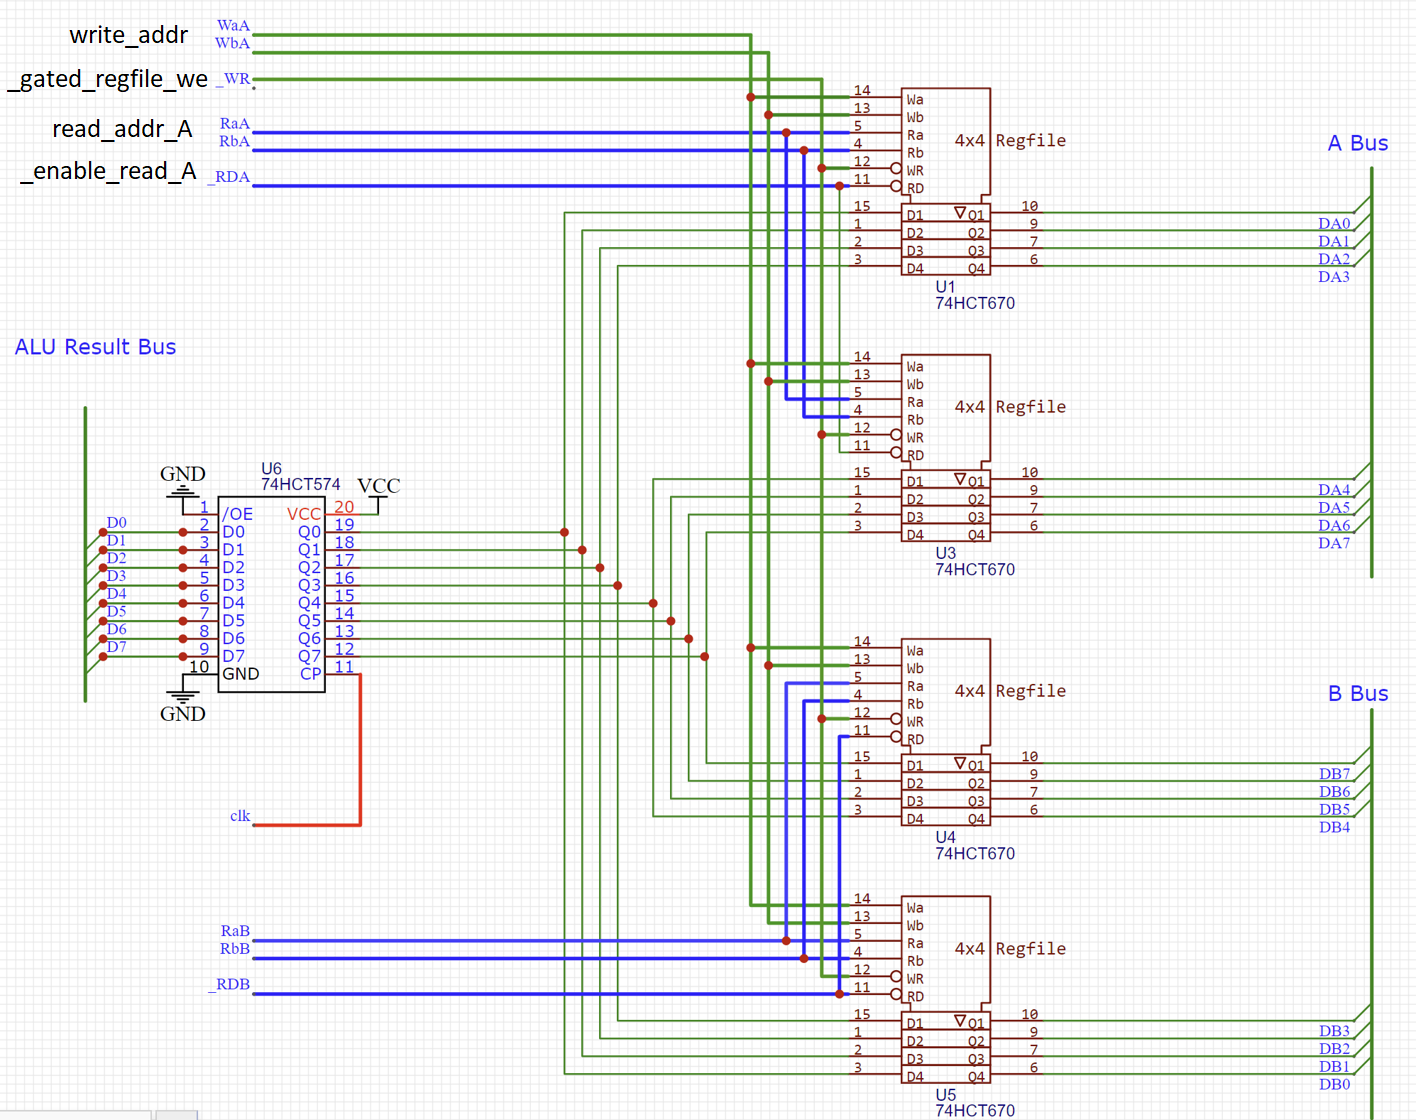 write_addr
WaA
WbA
_gated_regfile_we
_WR
read_addr_A
RaA
RbA
_enable_read_A
_RDA
14
13
5
4
12
11
Wa
Wb
Ra
Rb
WR
RD
4x4 Regfile
15
1
2
3
D1
D2
D3
D4
Q1
Q2
Q3
Q4
10
9
7
6
U1
74HCT670
A Bus
DA0
DA1
DA2
DA3
14
13
5
4
12
11
Wa
Wb
Ra
Rb
WR
RD
4x4 Regfile
15
1
2
3
D1
D2
D3
D4
Q1
Q2
Q3
Q4
10
9
7
6
U3
74HCT670
DA4
DA5
DA6
DA7
ALU Result Bus
GND
U6
74HCT574
VCC
D0
D1
D2
D3
D4
D5
D6
D7
1
2
3
4
5
6
7
8
9
10
/OE
D0
D1
D2
D3
D4
D5
D6
D7
GND
VCC
Q0
Q1
Q2
Q3
Q4
Q5
Q6
Q7
CP
20
19
18
17
16
15
14
13
12
11
GND
clk
14
13
5
4
12
11
Wa
Wb
Ra
Rb
WR
RD
4x4 Regfile
15
1
2
3
D1
D2
D3
D4
Q1
Q2
Q3
Q4
10
9
7
6
U4
74HCT670
B Bus
DB7
DB6
DB5
DB4
RaB
RbB
_RDB
14
13
5
4
12
11
Wa
Wb
Ra
Rb
WR
RD
4x4 Regfile
15
1
2
3
D1
D2
D3
D4
Q1
Q2
Q3
Q4
10
9
7
6
U5
74HCT670
DB3
DB2
DB1
DB0